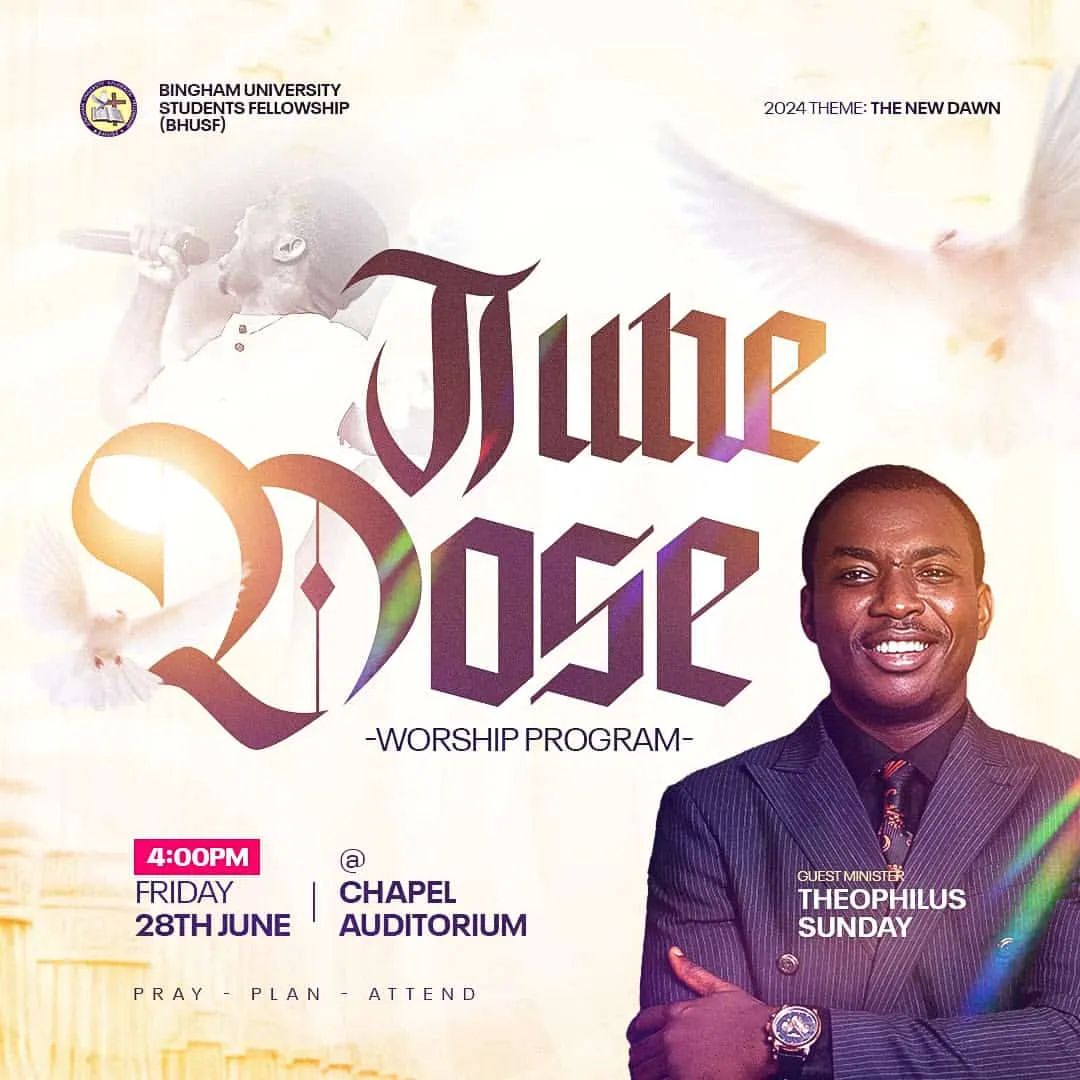 BINGHAM UNIVERSITY
STUDENTS FELLOWSHIP
(BHUSF)
2024 THEME: THE NEW DAWN
June
Dose
-WORSHIP PROGRAM-
4:00PM
FRIDAY
28TH JUNE
@
CHAPEL
AUDITORIUM
PRAY - PLAN - ATTEND
GUEST MINISTER
THEOPHILUS
SUNDAY